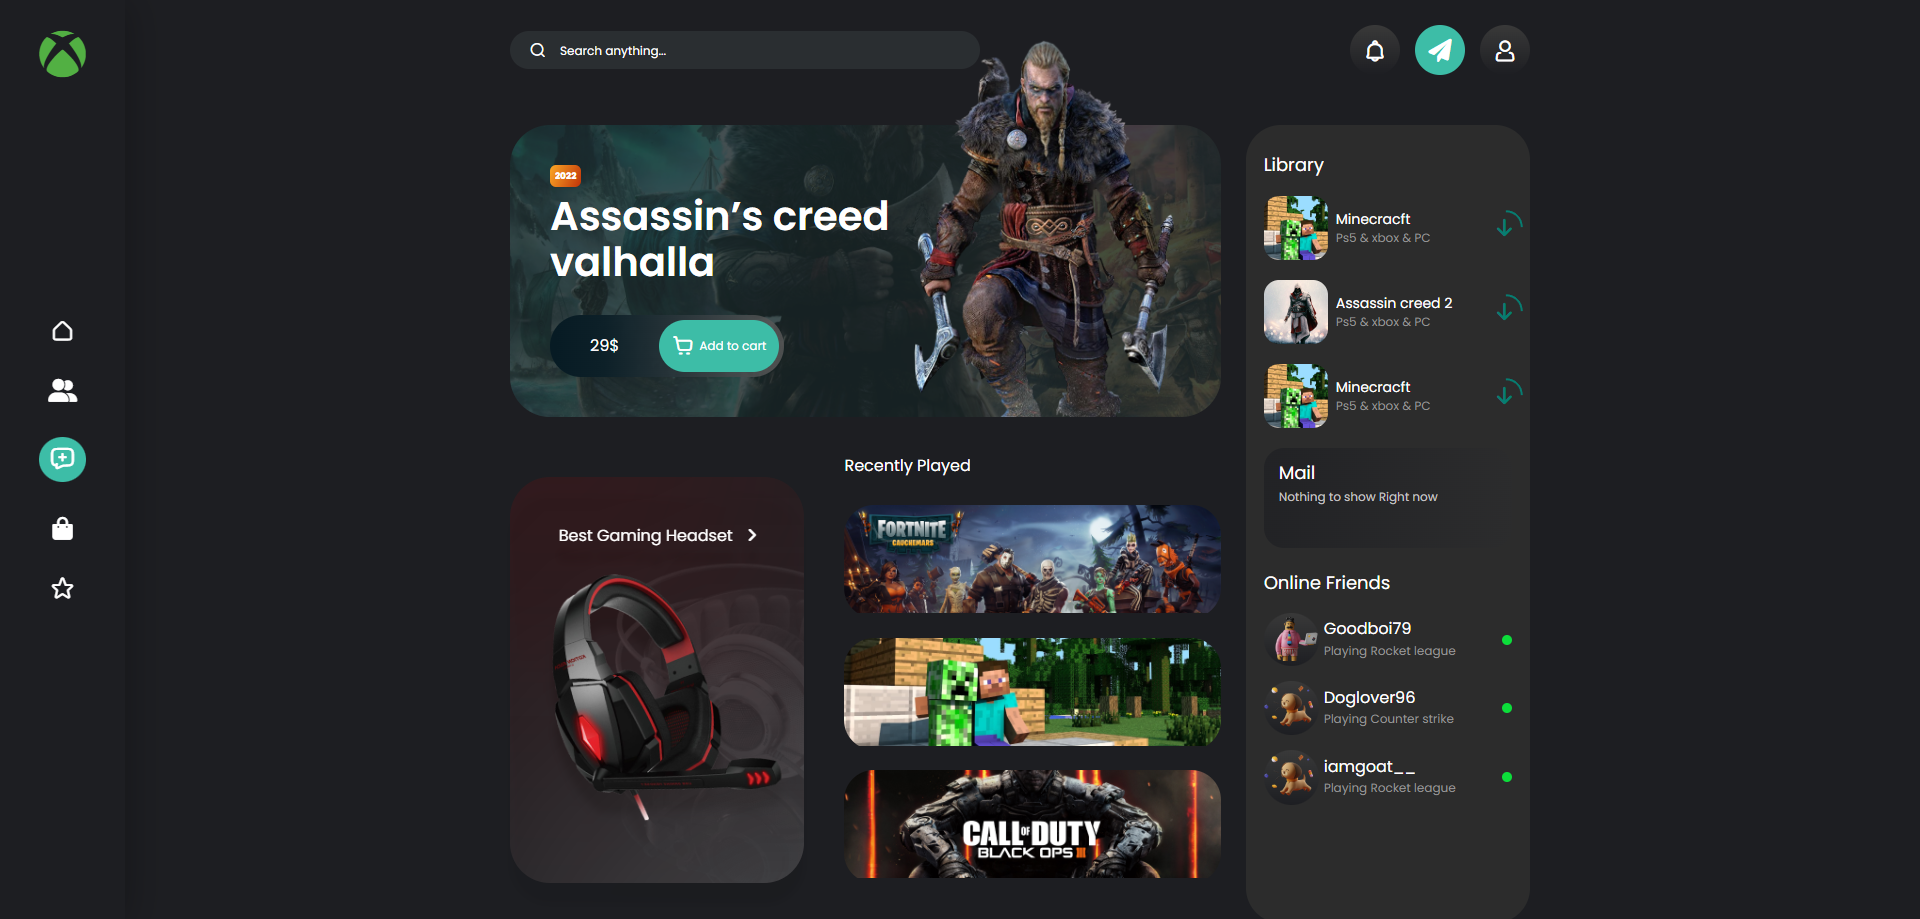 Search anything...
2022
Assassin's creed
valhalla
29$
Add to cart
Best Gaming Headset
Recently Played
FORTNITE
CAUCHEMARS
CALL OF DUTY
BLACK OPS III
Library
Minecracft
Ps5 & xbox & PC
Assassin creed 2
Ps5 & xbox & PC
Minecracft
Ps5 & xbox & PC
Mail
Nothing to show Right now
Online Friends
Goodboi79
Playing Rocket league
Doglover96
Playing Counter strike
iamgoat__
Playing Rocket league